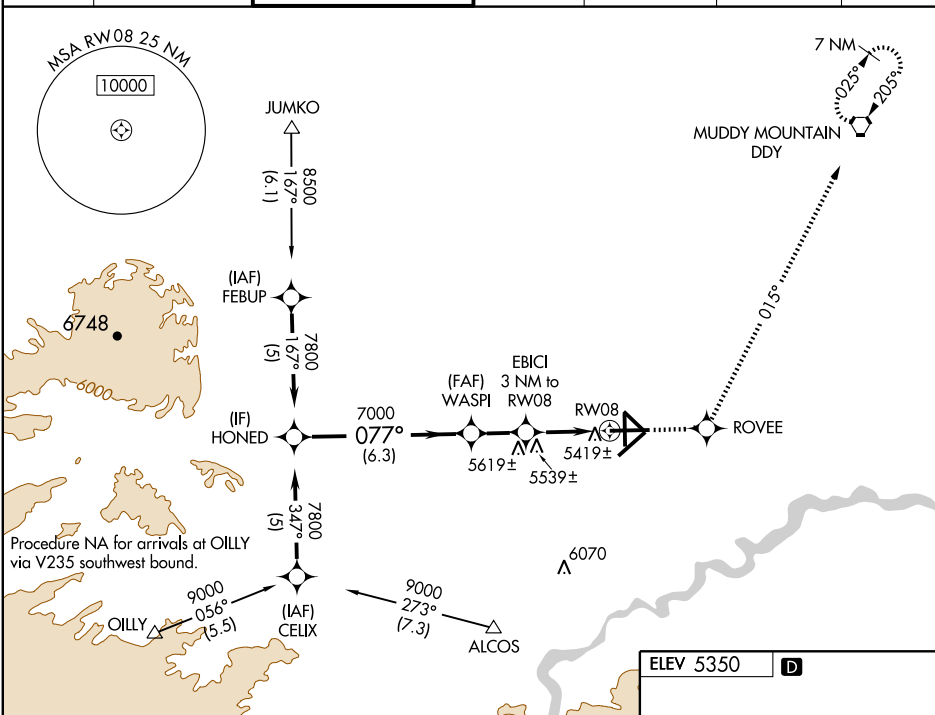 MSA RW08 25 NM
10000
7 NM
025°
205°
MUDDY MOUNTAIN
DDY
JUMKO
8500
167°
(6.1)
(IAF)
FEBUP
6748
6000
7800
167°
(5)
015°
EBICI
3 NM to
RW08
(FAF)
WASPI
RW08
(IF)
HONED
7000
077°
(6.3)
ROVEE
5619±
5539±
5419±
7800
347°
(5)
Procedure NA for arrivals at OILLY
via V235 southwest bound.
6070
9000
056°
(5.5)
OILLY
(IAF)
CELIX
9000
273°
(7.3)
ALCOS
ELEV 5350
D